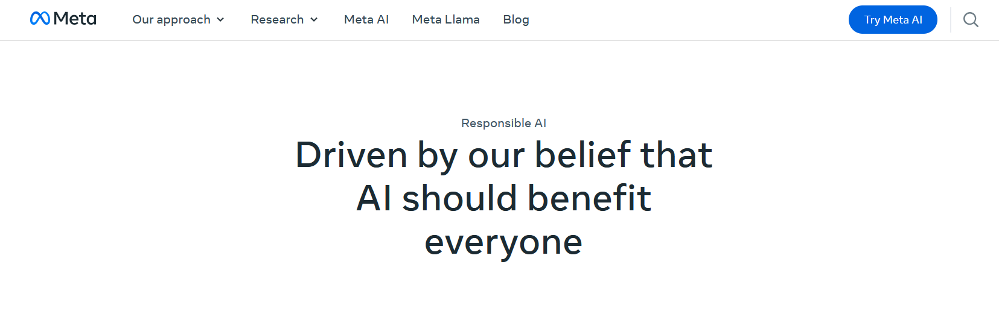 Meta
Our approach
Research
Meta AI
Meta Llama
Blog
Try Meta AI
Responsible AI
Driven by our belief that
AI should benefit
everyone